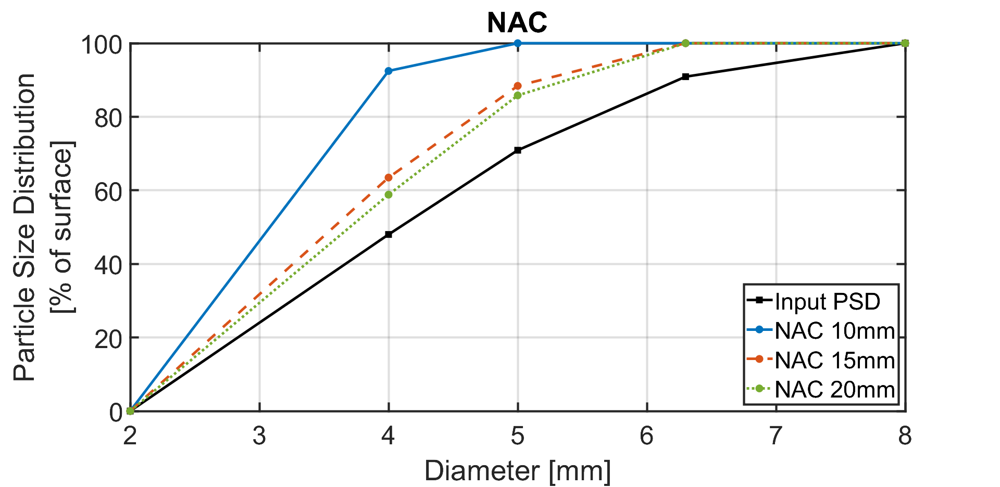 NAC
Particle Size Distribution
[% of surface]
100
80
60
40
20
0
2 3 4 5 6 7 8
Diameter [mm]
Input PSD
NAC 10mm
NAC 15mm
NAC 20mm